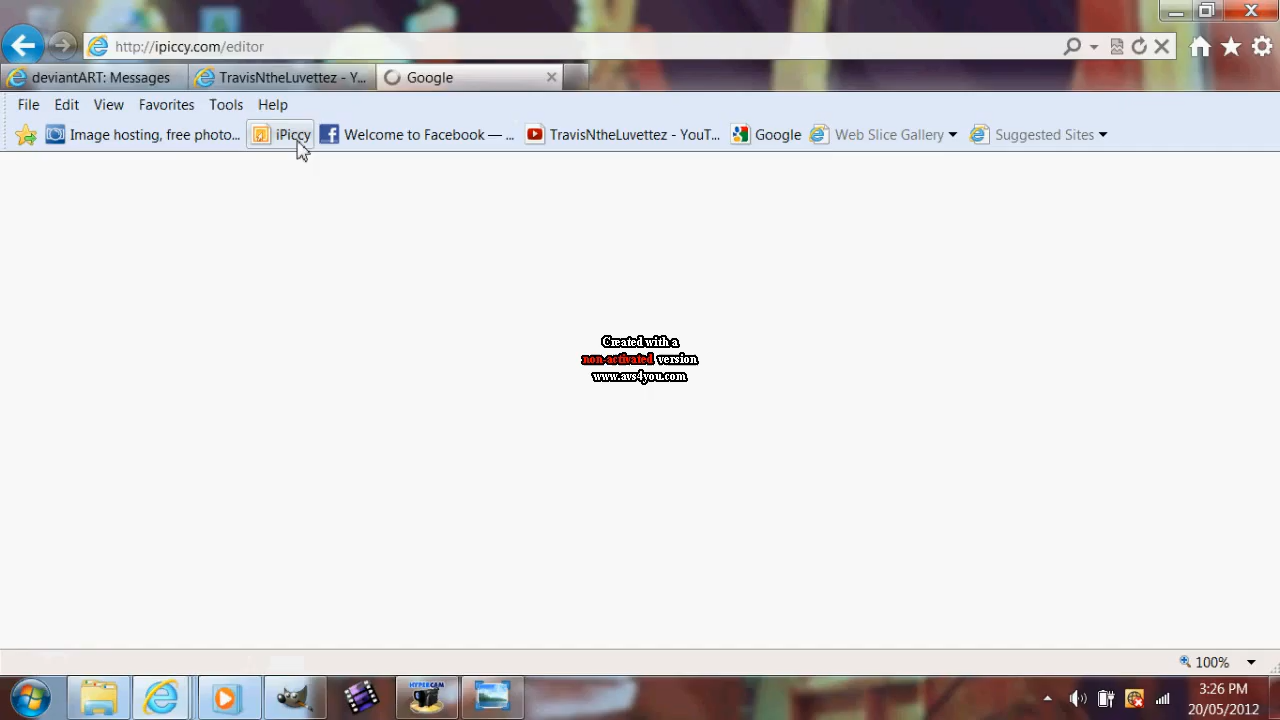 http://ipiccy.com/editor
deviantART: Messages
TravisNtheLuvettez - Y...
Google
File Edit View Favorites Tools Help
Image hosting, free photo...
iPiccy
Welcome to Facebook — ...
TravisNtheLuvettez - YouT...
Google
Web Slice Gallery
Suggested Sites
Created with a
non-activated version
www.avs4you.com
100%
HYPERCAM
3:26 PM
20/05/2012